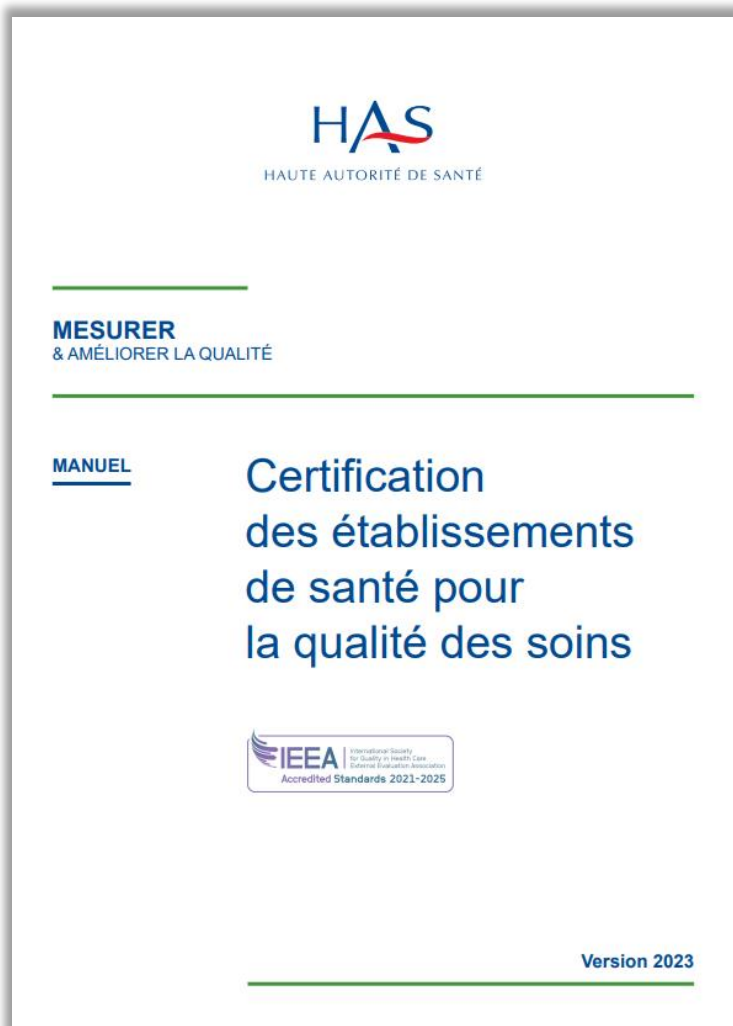 HAS
HAUTE AUTORITÉ DE SANTÉ
MESURER
& AMÉLIORER LA QUALITÉ
MANUEL
Certification
des établissements
de santé pour
la qualité des soins
IEEA
International Society
for Quality in Health Care
External Evaluation Association
Accredited Standards 2021-2025
Version 2023